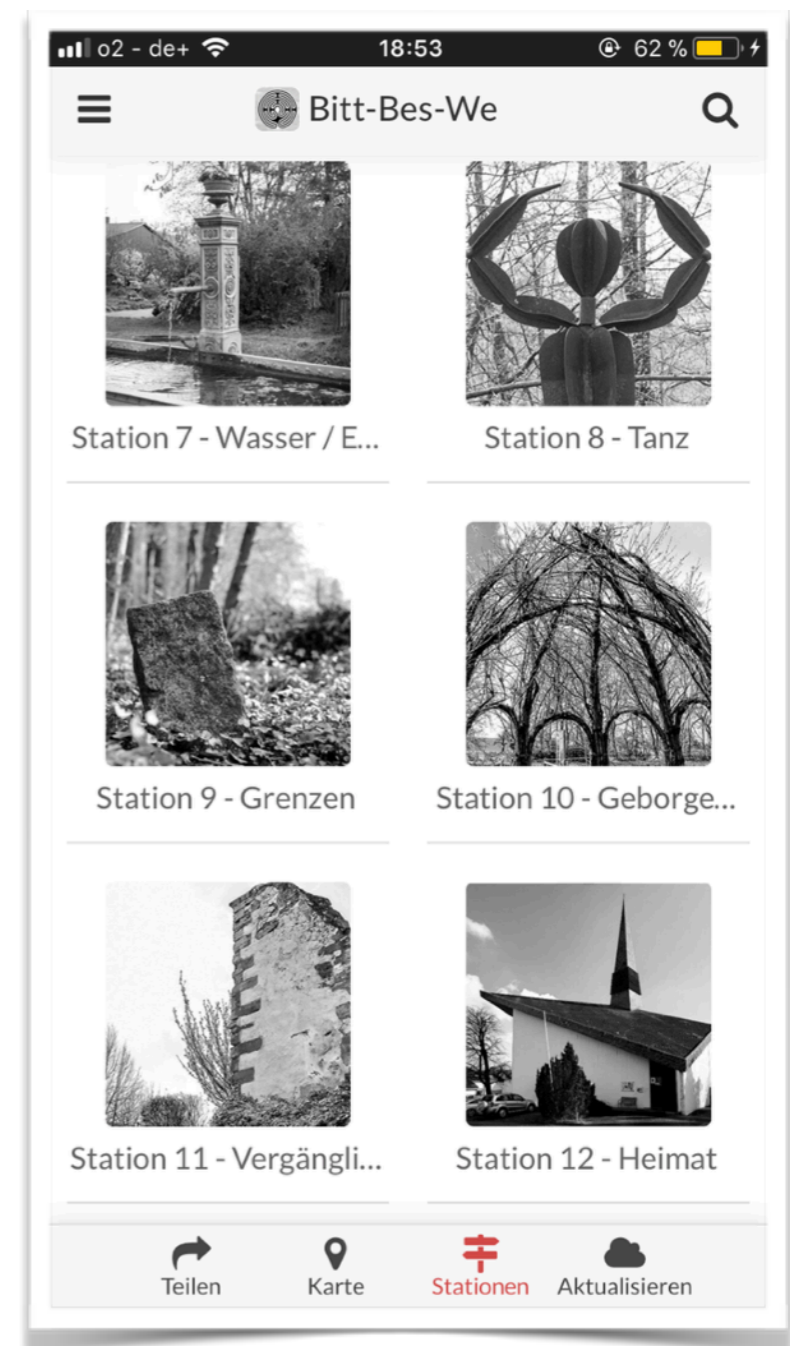 o2 - de+ 18:53 62 %
Bitt-Bes-We
Station 7 - Wasser / E... Station 8 - Tanz
Station 9 - Grenzen Station 10 - Geborge...
Station 11 - Vergängli... Station 12 - Heimat
Teilen Karte Stationen Aktualisieren